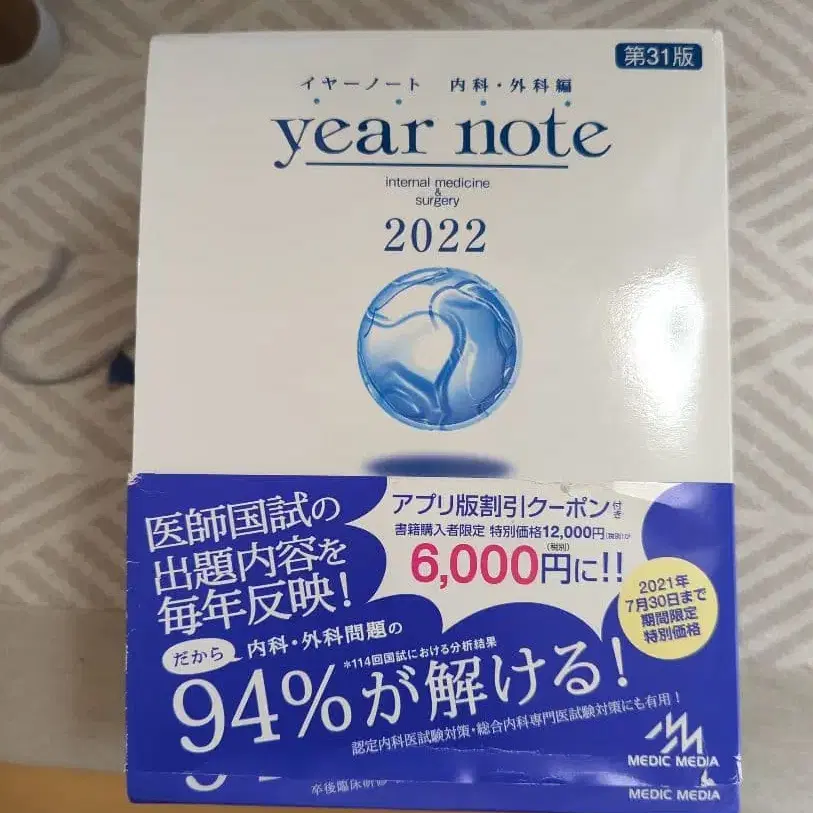 第31版
イヤーノート 内科・外科編
year note
internal medicine
&
surgery
2022
医師国試の
出題内容を
毎年反映!
アプリ版割引クーポン付き
書籍購入者限定 特別価格12,000円(税別)が
(税別)
6,000円に!!
2021年
7月30日まで
期間限定
特別価格
だから 内科・外科問題の
*114回国試における分析結果
94%が解ける!
認定内科医試験対策・総合内科専門医試験対策にも有用!
MEDIC MEDIA
卒後臨床研修
MEDIC MEDIA